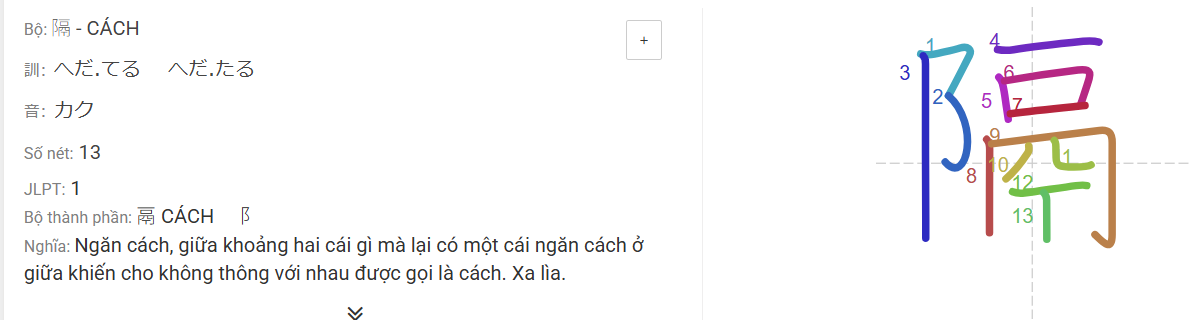 Bộ: 隔 - CÁCH
+
訓: へだ.てる へだ.たる
音: カク
Số nét: 13
JLPT: 1
Bộ thành phần: 鬲 CÁCH 阝
Nghĩa: Ngăn cách, giữa khoảng hai cái gì mà lại có một cái ngăn cách ở
giữa khiến cho không thông với nhau được gọi là cách. Xa lìa.
隔
1
4
3
6
2
5
7
9
10
1
8
12
13